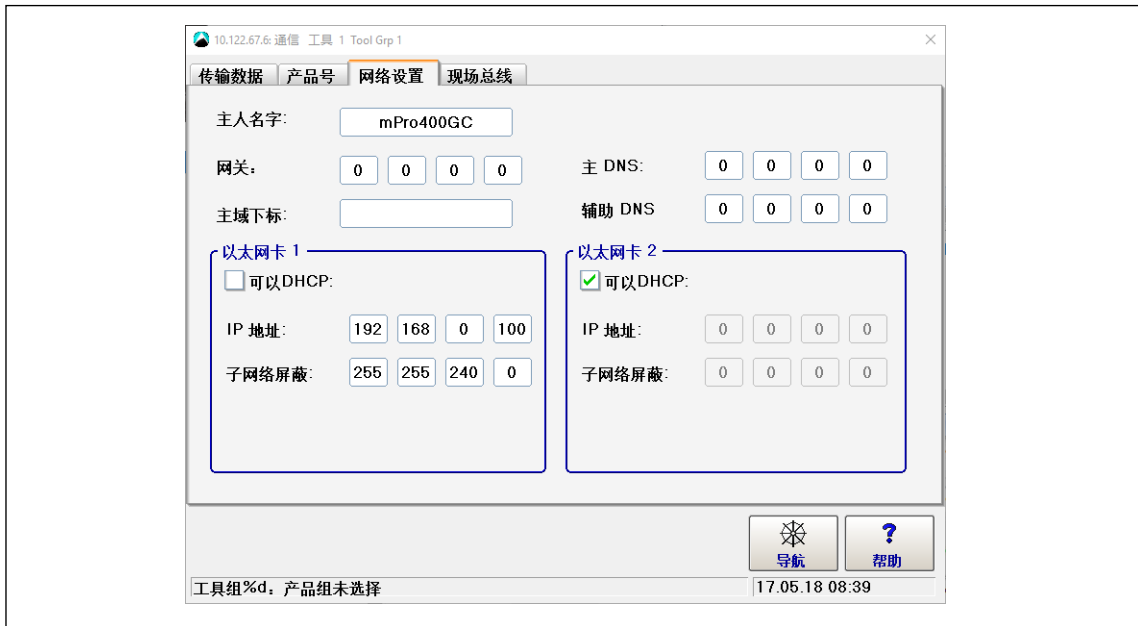 10.122.67.6: 通信 工具 1 Tool Grp 1
传输数据 产品号 网络设置 现场总线
主人名字: mPro400GC
网关: 0 0 0 0 主 DNS: 0 0 0 0
主域下标: 辅助 DNS 0 0 0 0
以太网卡 1 以太网卡 2
可以DHCP: 可以DHCP:
IP 地址: 192 168 0 100 IP 地址: 0 0 0 0
子网络屏蔽: 255 255 240 0 子网络屏蔽: 0 0 0 0
? 
导航 帮助
工具组%d: 产品组未选择 17.05.18 08:39